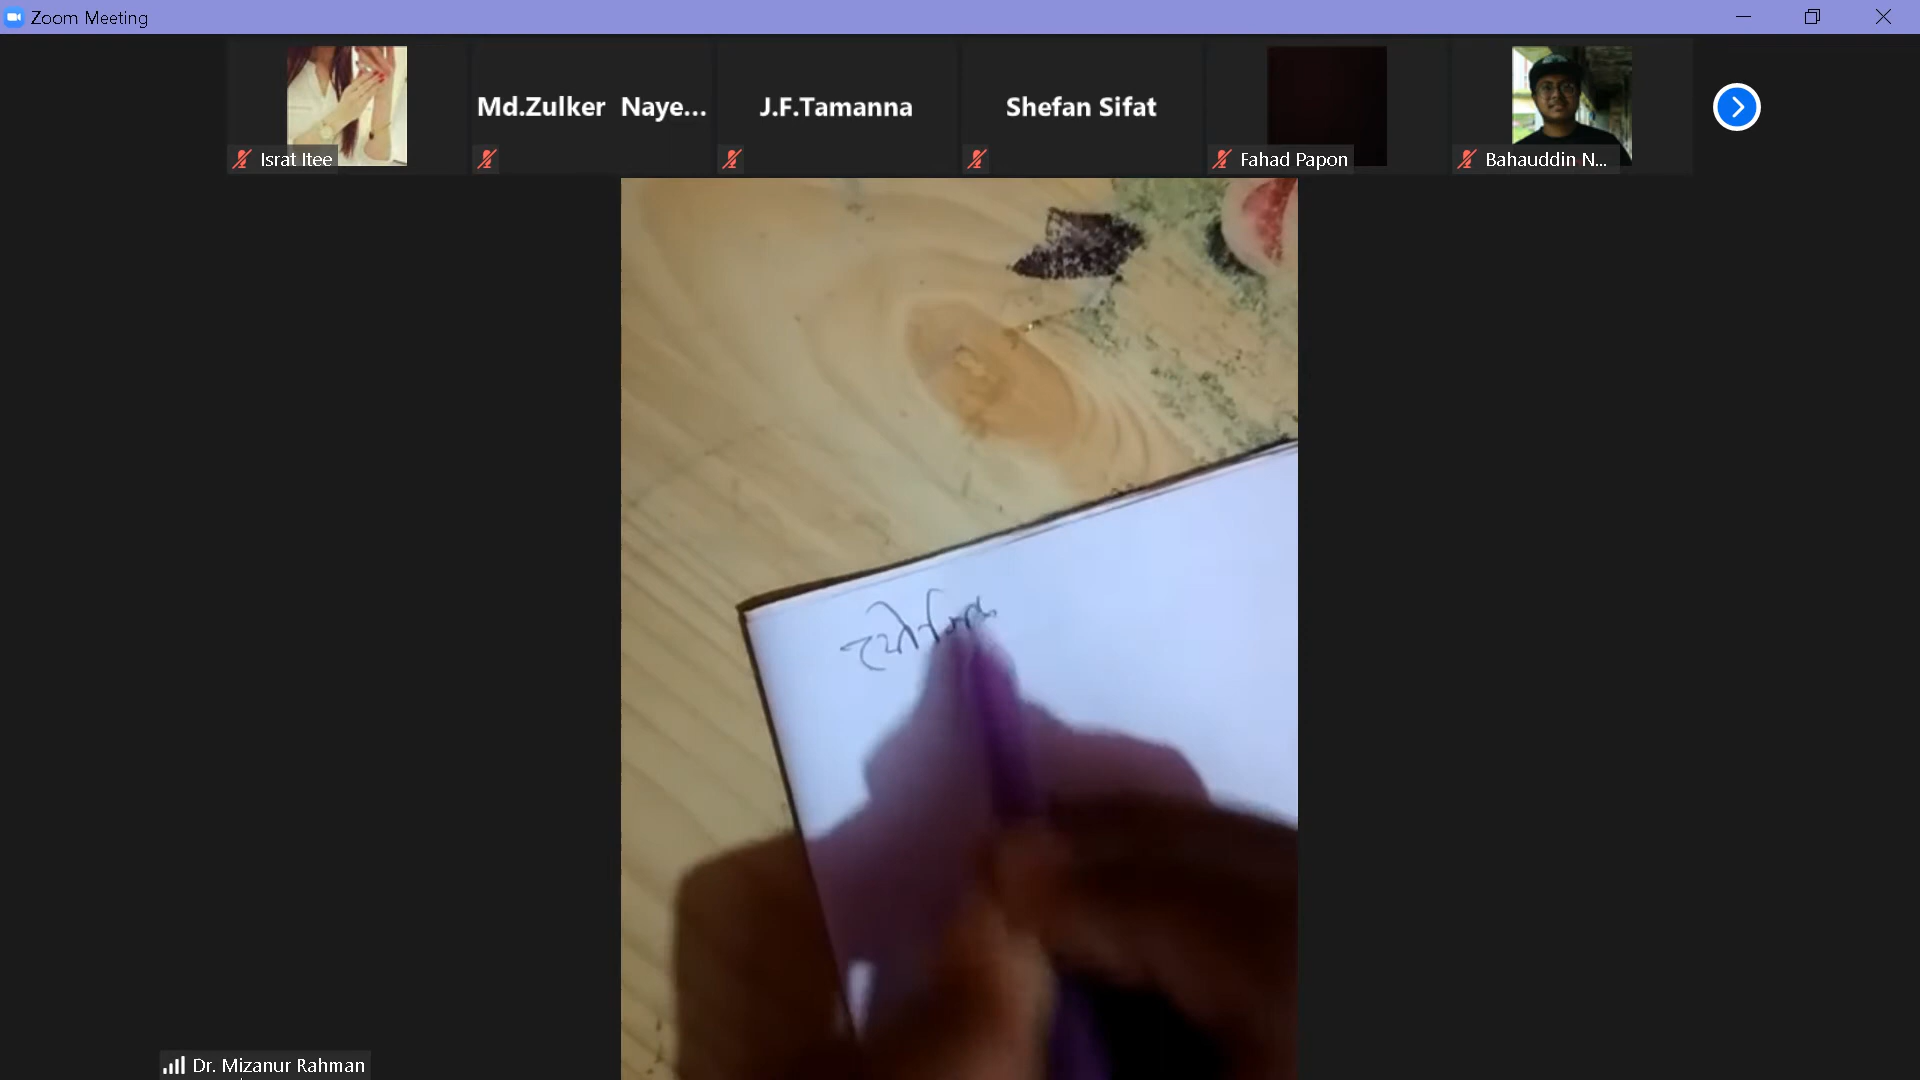 Zoom Meeting
Md.Zulker Naye...
J.F.Tamanna
Shefan Sifat
Israt Itee
Fahad Papon
Bahauddin N...
Dr. Mizanur Rahman